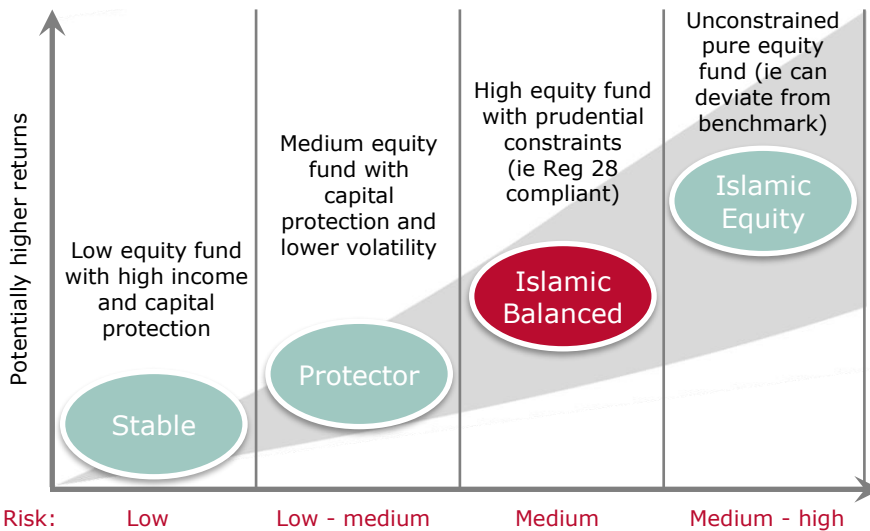 Potentially higher returns
Low equity fund
with high income
and capital
protection
Stable
Medium equity
fund with
capital
protection and
lower volatility
Protector
High equity fund
with prudential
constraints
(ie Reg 28
compliant)
Islamic
Balanced
Unconstrained
pure equity
fund (ie can
deviate from
benchmark)
Islamic
Equity
Risk: Low Low - medium Medium Medium - high